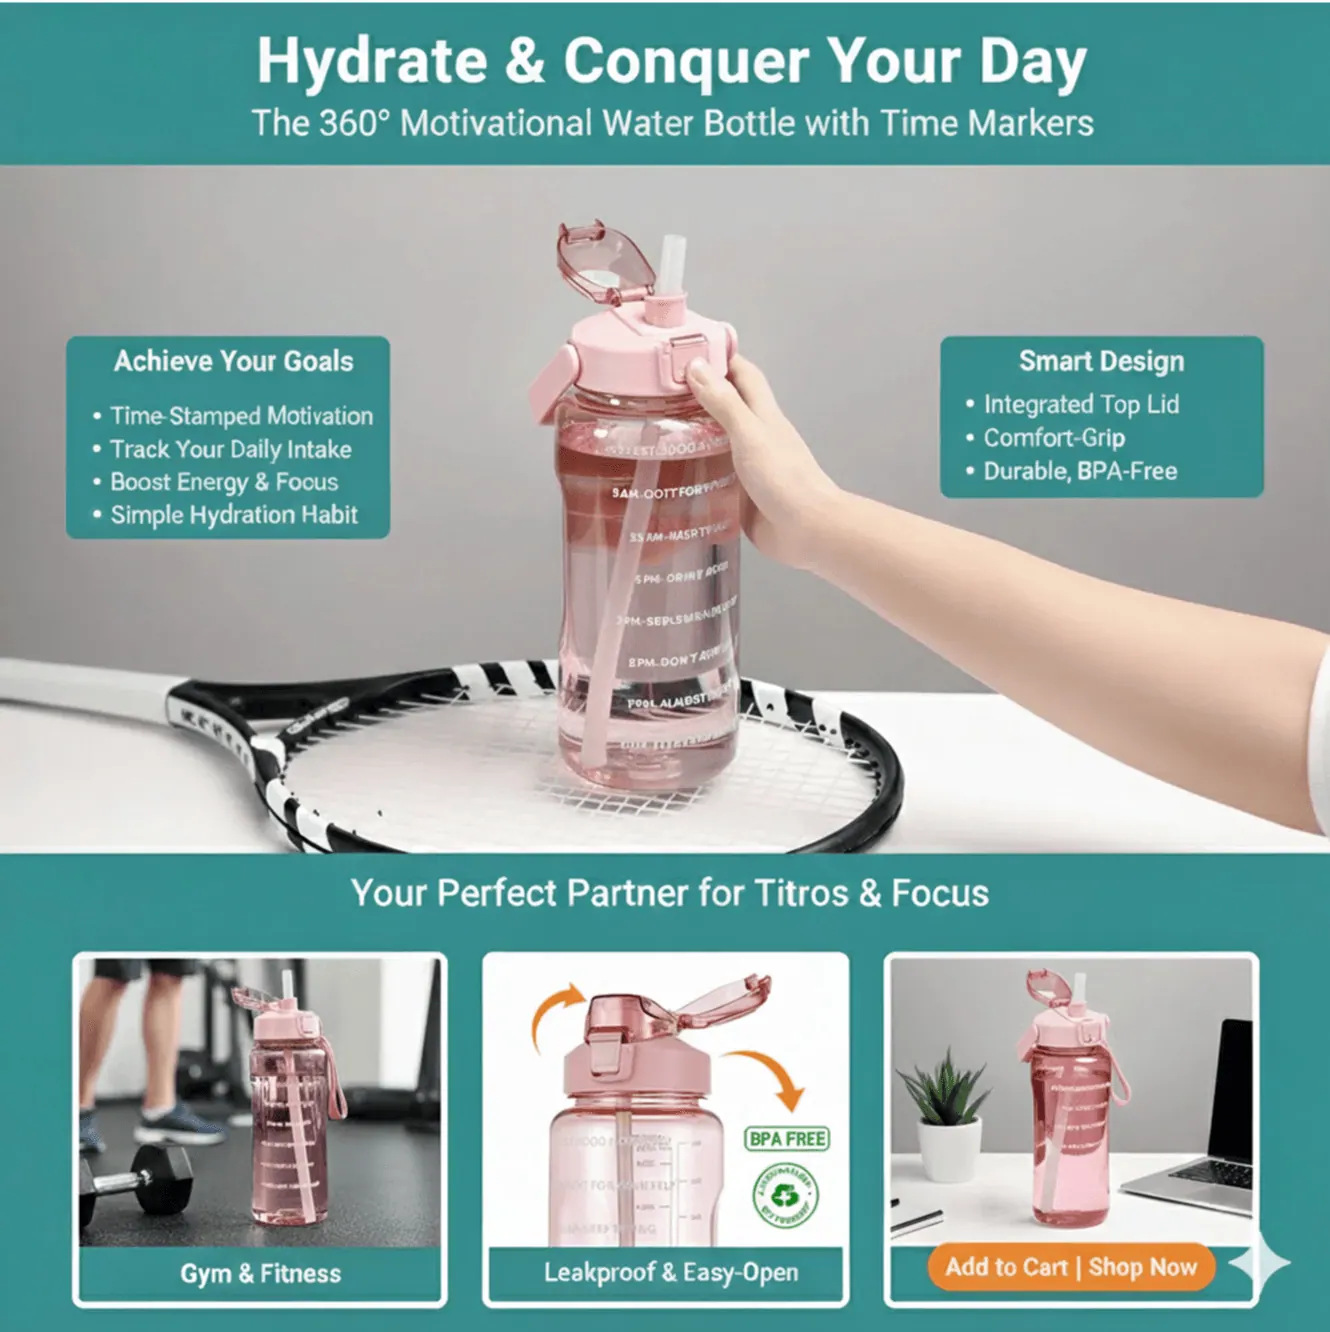 Hydrate & Conquer Your Day
The 360° Motivational Water Bottle with Time Markers
Achieve Your Goals
• Time-Stamped Motivation
• Track Your Daily Intake
• Boost Energy & Focus
• Simple Hydration Habit
Smart Design
• Integrated Top Lid
• Comfort-Grip
• Durable, BPA-Free
8PM-DON'T
Your Perfect Partner for Titros & Focus
Gym & Fitness
BPA FREE
Leakproof & Easy-Open
Add to Cart | Shop Now